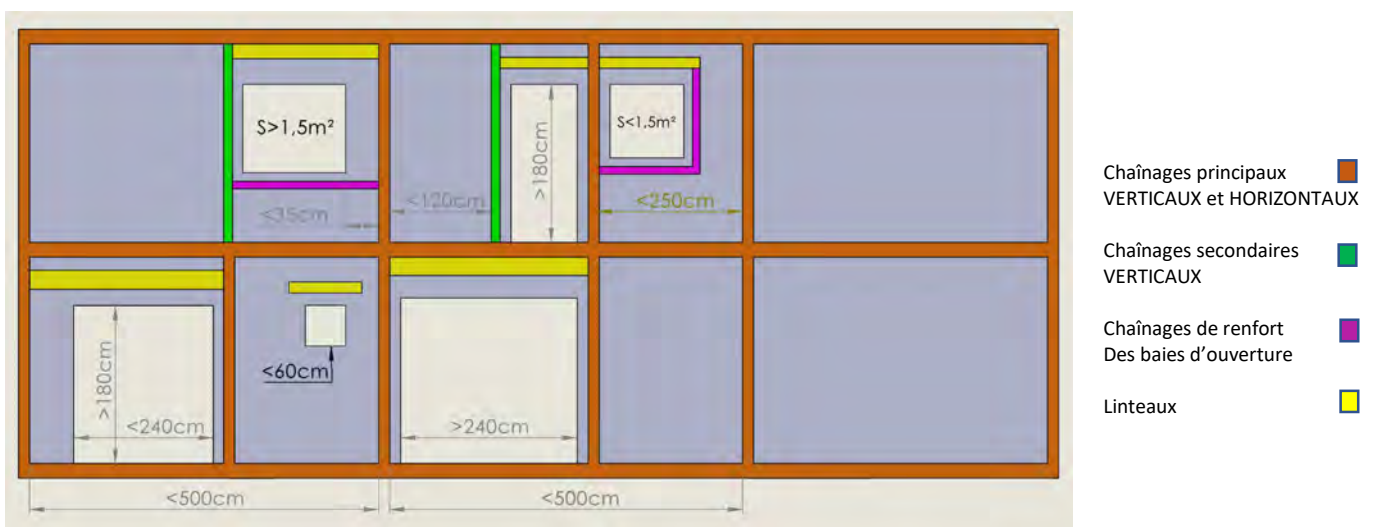 S>1,5m²
<35cm
<120cm
>180cm
S<1,5m²
<250cm
>180cm
<240cm
<60cm
>240cm
<500cm
<500cm
Chaînages principaux
VERTICAUX et HORIZONTAUX
Chaînages secondaires
VERTICAUX
Chaînages de renfort
Des baies d’ouverture
Linteaux